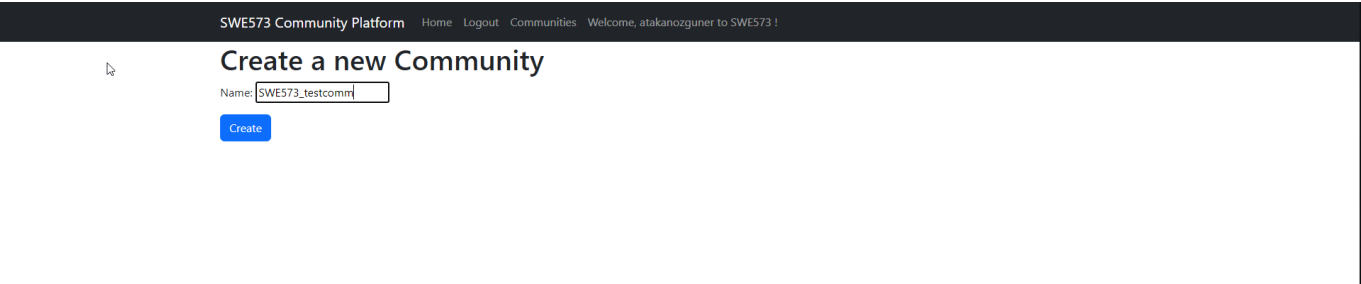 SWE573 Community Platform Home Logout Communities Welcome, atakanozguner to SWE573 !
Create a new Community
Name: SWE573_testcomm
Create